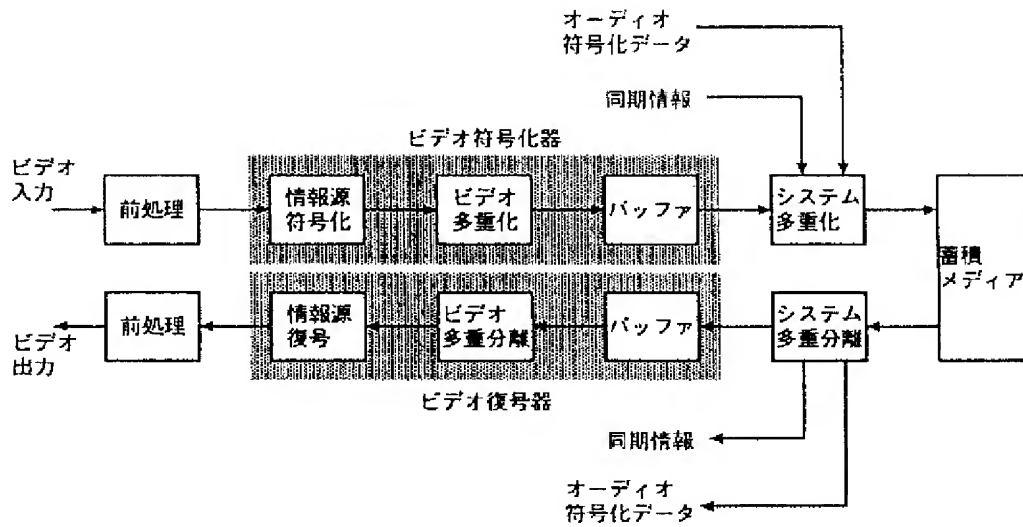 オーディオ
符号化データ
同期情報
ビデオ符号化器
ビデオ
入力
前処理
情報源
符号化
ビデオ
多重化
バッファ
システム
多重化
蓄積
メディア
前処理
情報源
復号
ビデオ
多重分離
バッファ
システム
多重分離
ビデオ
出力
ビデオ復号器
同期情報
オーディオ
符号化データ